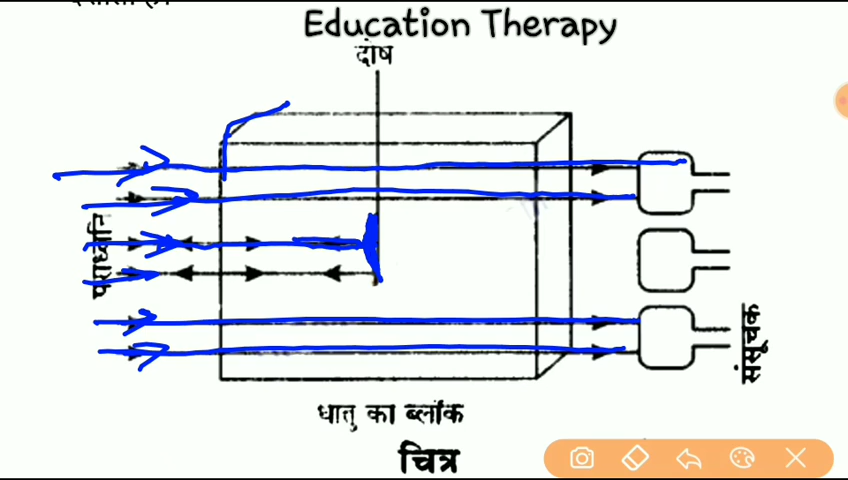 Education Therapy
दोष
पराध्वनि
संसूचक
धातु का ब्लॉक
चित्र